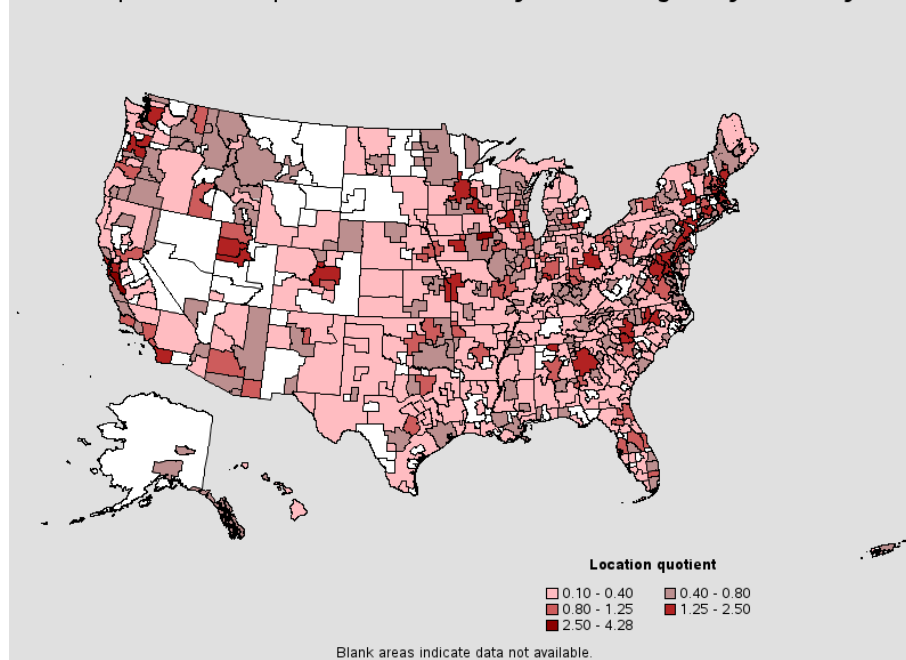 Location quotient
0.10 - 0.40 0.40 - 0.80
0.80 - 1.25 1.25 - 2.50
2.50 - 4.28
Blank areas indicate data not available.